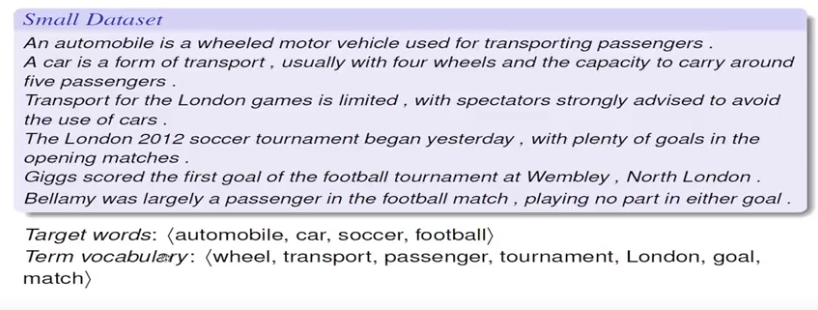 Small Dataset
An automobile is a wheeled motor vehicle used for transporting passengers .
A car is a form of transport , usually with four wheels and the capacity to carry around
five passengers .
Transport for the London games is limited , with spectators strongly advised to avoid
the use of cars .
The London 2012 soccer tournament began yesterday , with plenty of goals in the
opening matches .
Giggs scored the first goal of the football tournament at Wembley , North London .
Bellamy was largely a passenger in the football match , playing no part in either goal .
Target words: ⟨automobile, car, soccer, football⟩
Term vocabulary: ⟨wheel, transport, passenger, tournament, London, goal,
match⟩